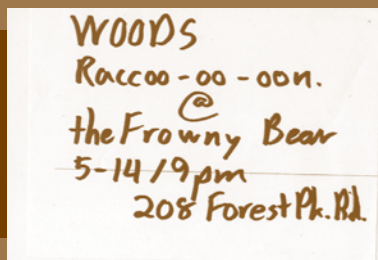 WOODS
Raccoo-oo-oon.
@
the Frowny Bear
5-14/9pm
208 Forest Pk. Rd.